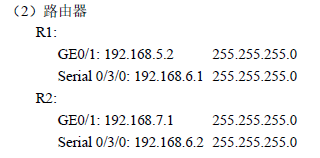 （2）路由器
R1:
GE0/1: 192.168.5.2 255.255.255.0
Serial 0/3/0: 192.168.6.1 255.255.255.0
R2:
GE0/1: 192.168.7.1 255.255.255.0
Serial 0/3/0: 192.168.6.2 255.255.255.0